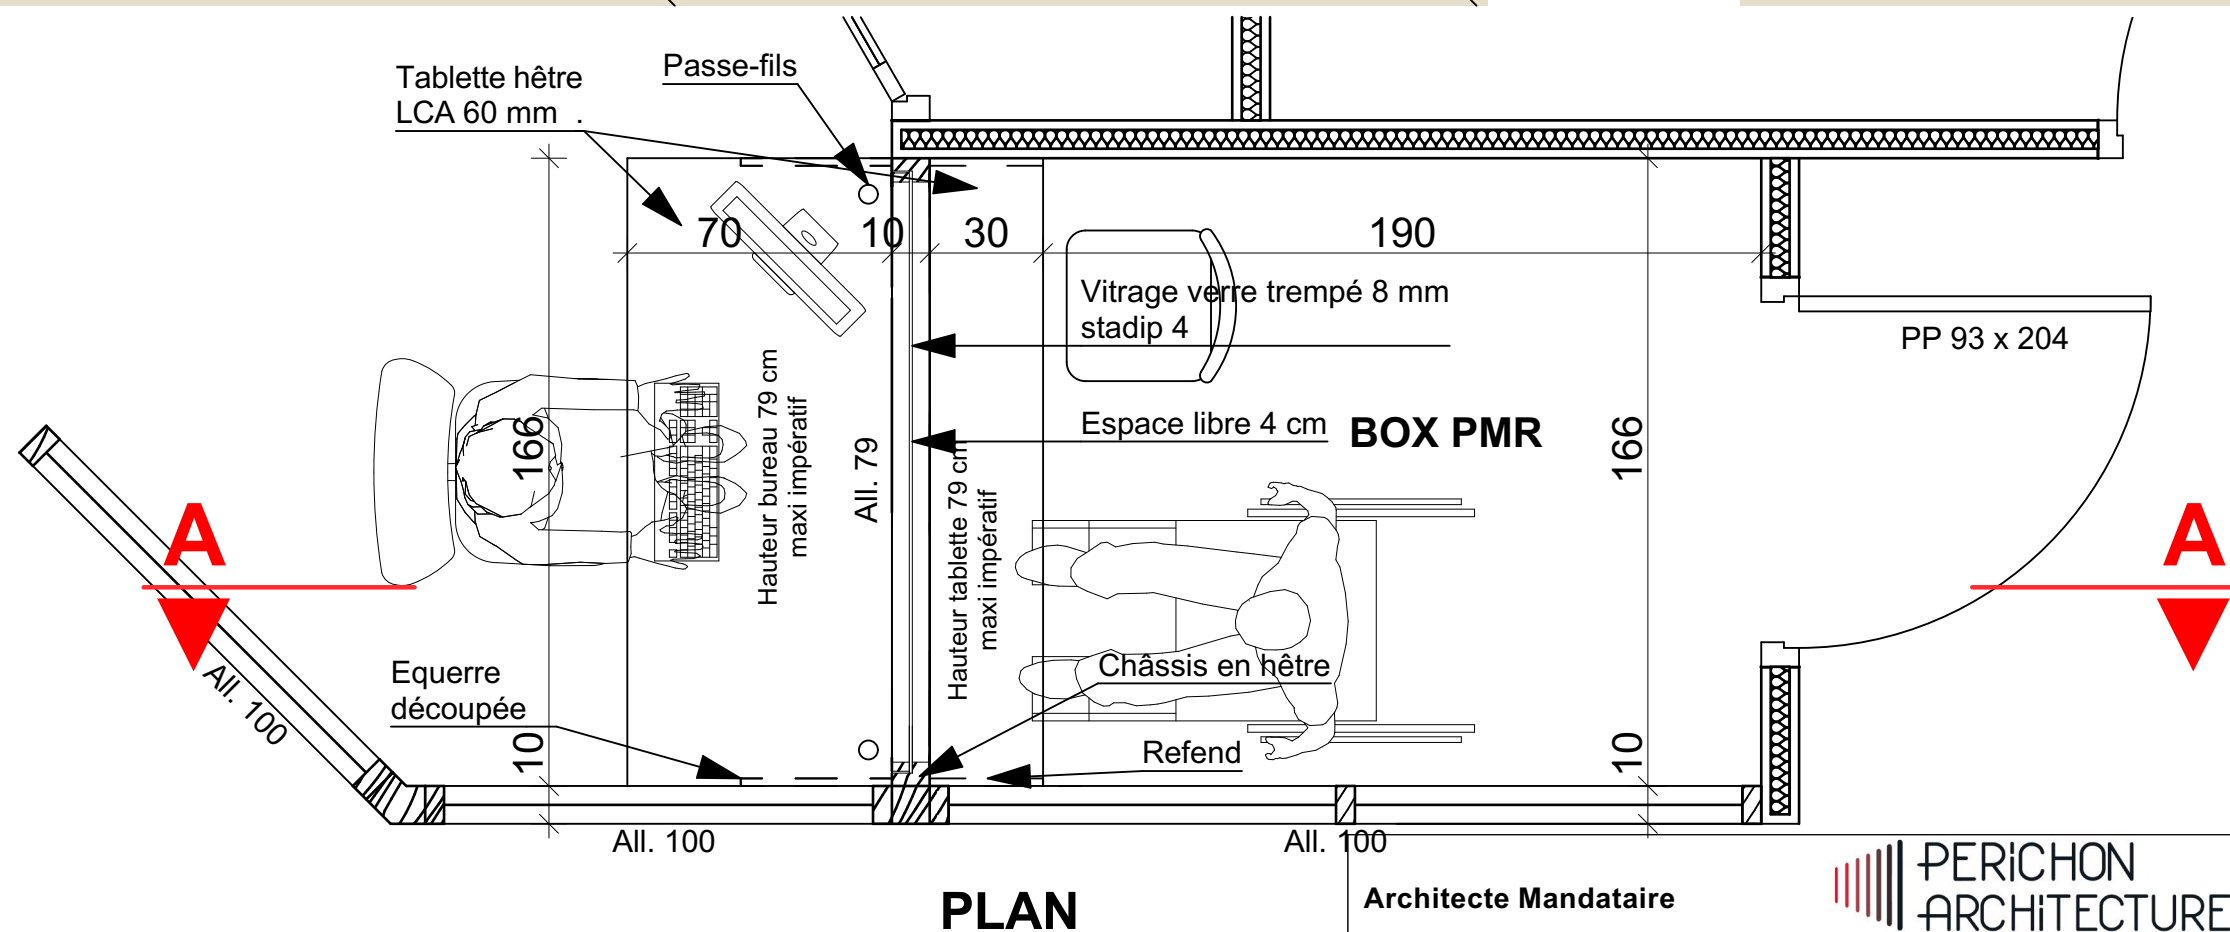 Tablette hêtre
LCA 60 mm .
Passe-fils
70
10
30
190
Vitrage verre trempé 8 mm
stadip 4
PP 93 x 204
Espace libre 4 cm
BOX PMR
166
Hauteur bureau 79 cm
maxi impératif
All. 79
Hauteur tablette 79 cm
maxi impératif
166
A
A
All. 100
Equerre
découpée
Châssis en hêtre
Refend
10
10
All. 100
All. 100
PLAN
Architecte Mandataire
PERiCHON
ARCHiTECTURE